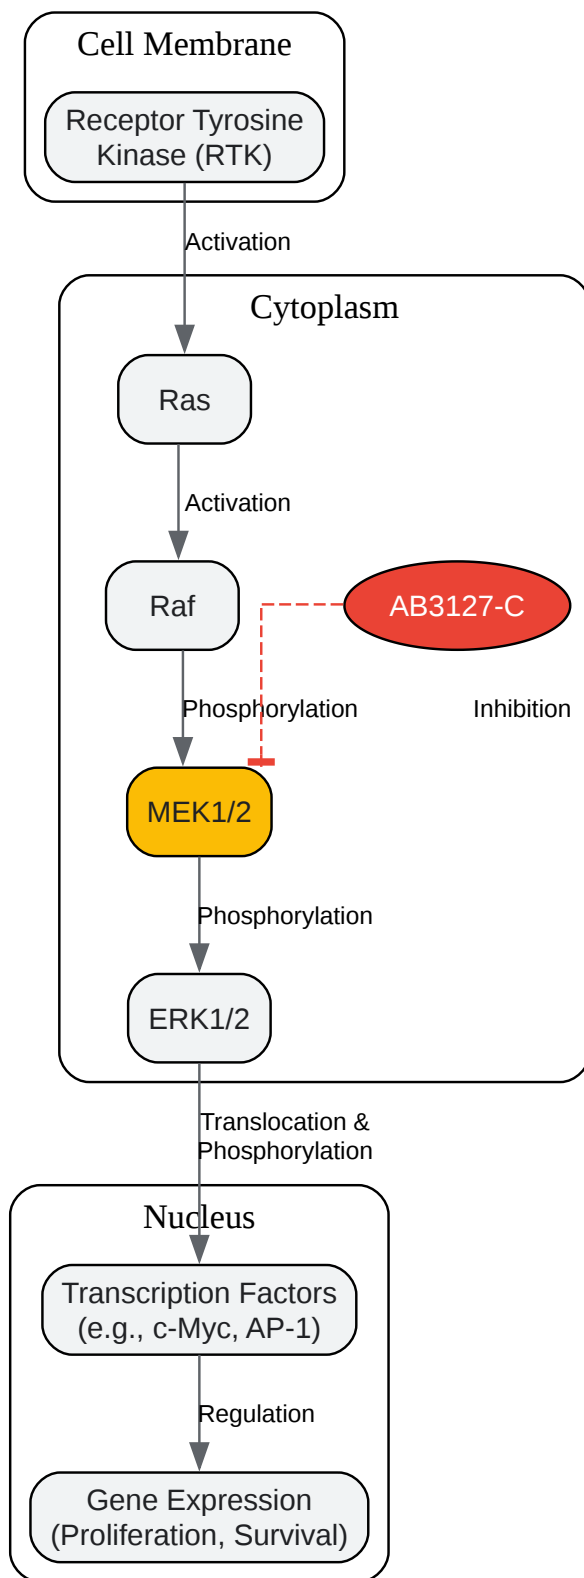 Cell Membrane
Receptor Tyrosine
Kinase (RTK)
Activation
Cytoplasm
Ras
Activation
Raf
AB3127-C
Phosphorylation
Inhibition
MEK1/2
Phosphorylation
ERK1/2
Translocation &
Phosphorylation
Nucleus
Transcription Factors
(e.g., c-Myc, AP-1)
Regulation
Gene Expression
(Proliferation, Survival)